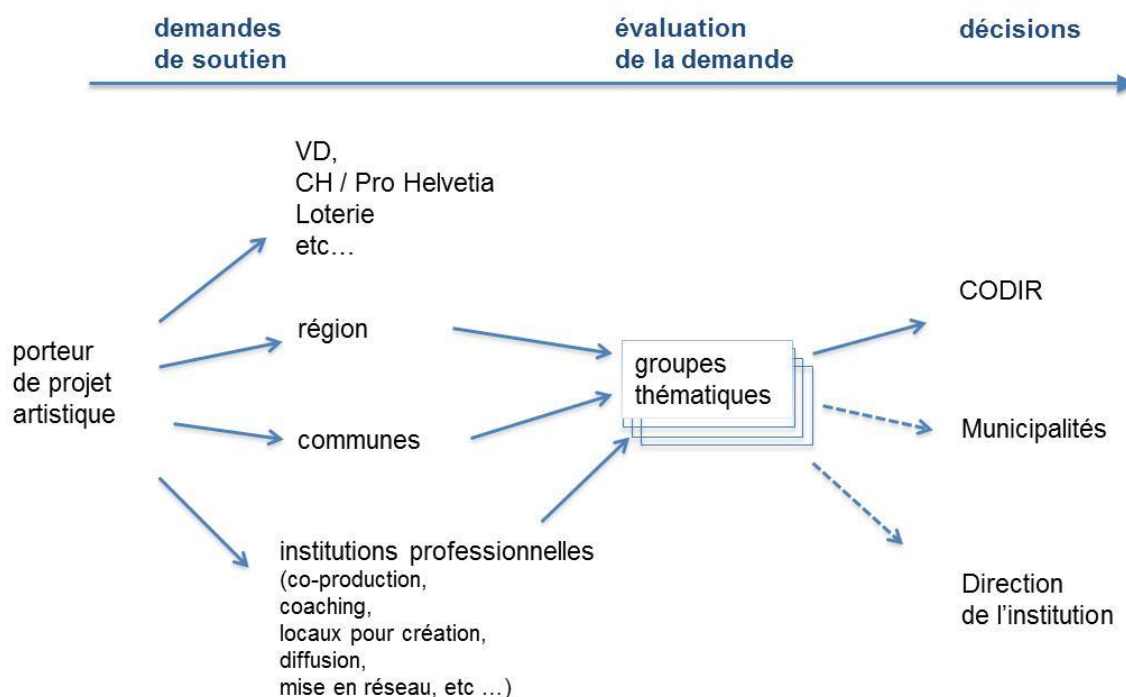 demandes
de soutien
évaluation
de la demande
décisions
VD,
CH / Pro Helvetia
Loterie
etc…
porteur
de projet
artistique
région
communes
institutions professionnelles
(co-production,
coaching,
locaux pour création,
diffusion,
mise en réseau, etc …)
groupes
thématiques
CODIR
Municipalités
Direction
de l'institution